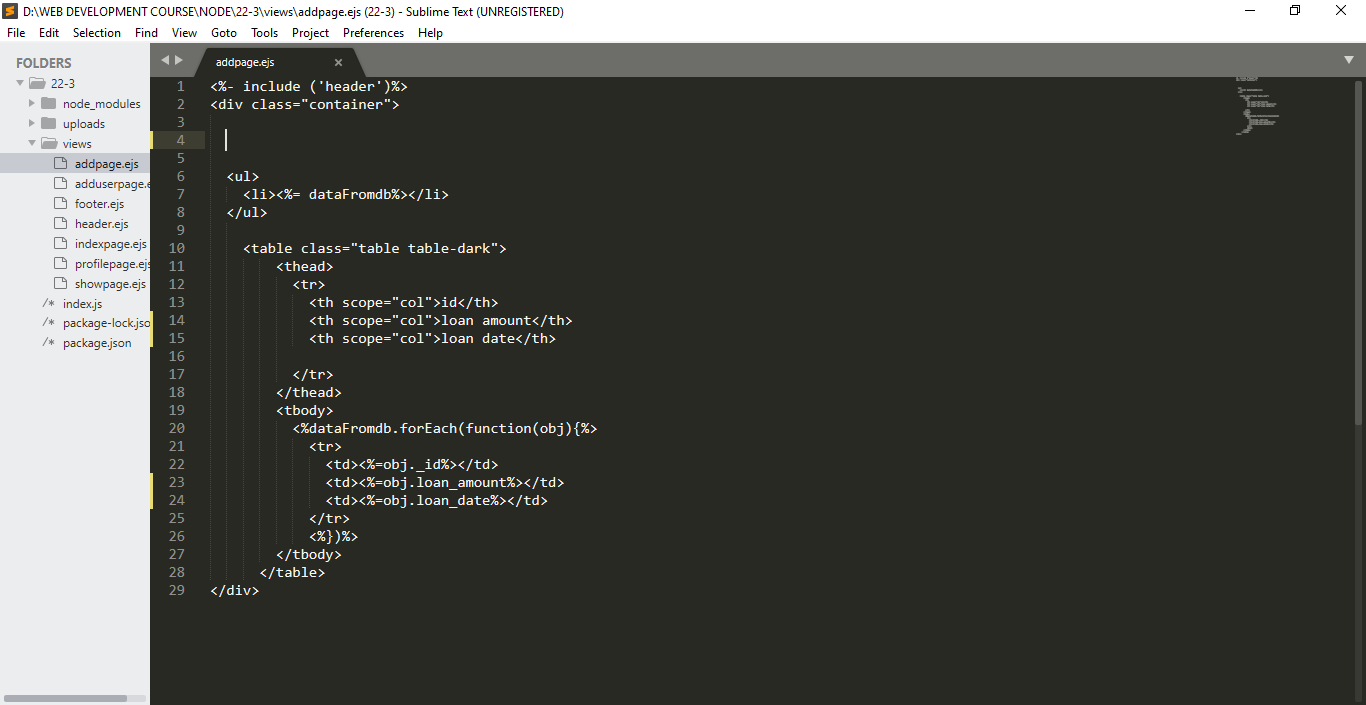 D:\WEB DEVELOPMENT COURSE\NODE\22-3\views\addpage.ejs (22-3) - Sublime Text (UNREGISTERED)
File Edit Selection Find View Goto Tools Project Preferences Help
FOLDERS
22-3
node_modules
uploads
views
addpage.ejs
adduserpage.e
footer.ejs
header.ejs
indexpage.ejs
profilepage.ejs
showpage.ejs
/* index.js
/* package-lock.jso
/* package.json
addpage.ejs ×
1 <%- include ('header')%>
2 <div class="container">
3
4
5
6 <ul>
7 <li><%= dataFromdb%></li>
8 </ul>
9
10 <table class="table table-dark">
11 <thead>
12 <tr>
13 <th scope="col">id</th>
14 <th scope="col">loan amount</th>
15 <th scope="col">loan date</th>
16
17 </tr>
18 </thead>
19 <tbody>
20 <%dataFromdb.forEach(function(obj){%>
21 <tr>
22 <td><%=obj._id%></td>
23 <td><%=obj.loan_amount%></td>
24 <td><%=obj.loan_date%></td>
25 </tr>
26 <%})%>
27 </tbody>
28 </table>
29 </div>